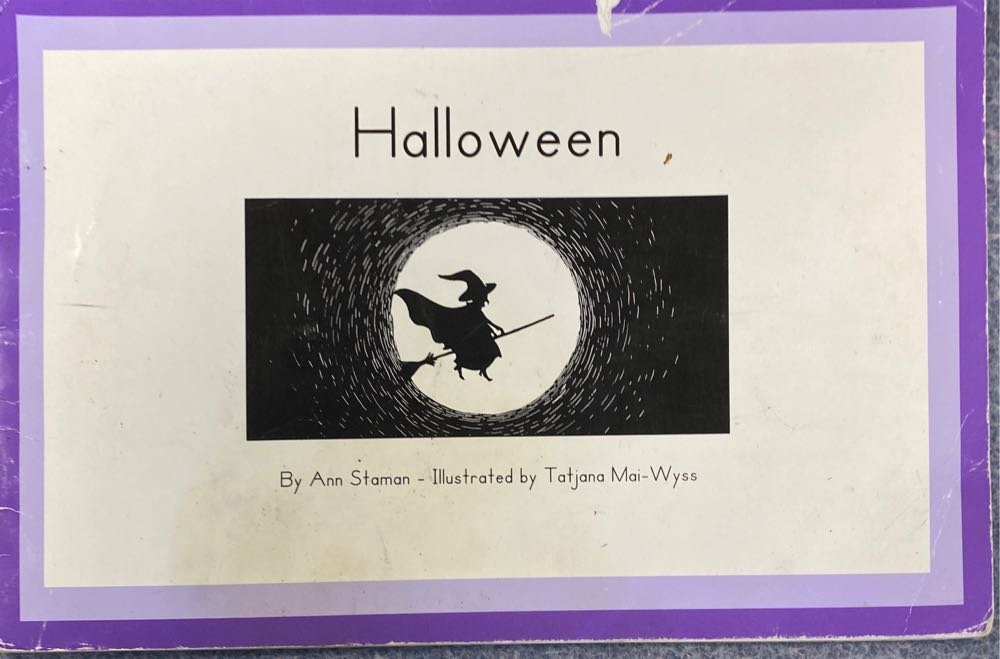 Halloween
By Ann Staman - Illustrated by Tatjana Mai-Wyss